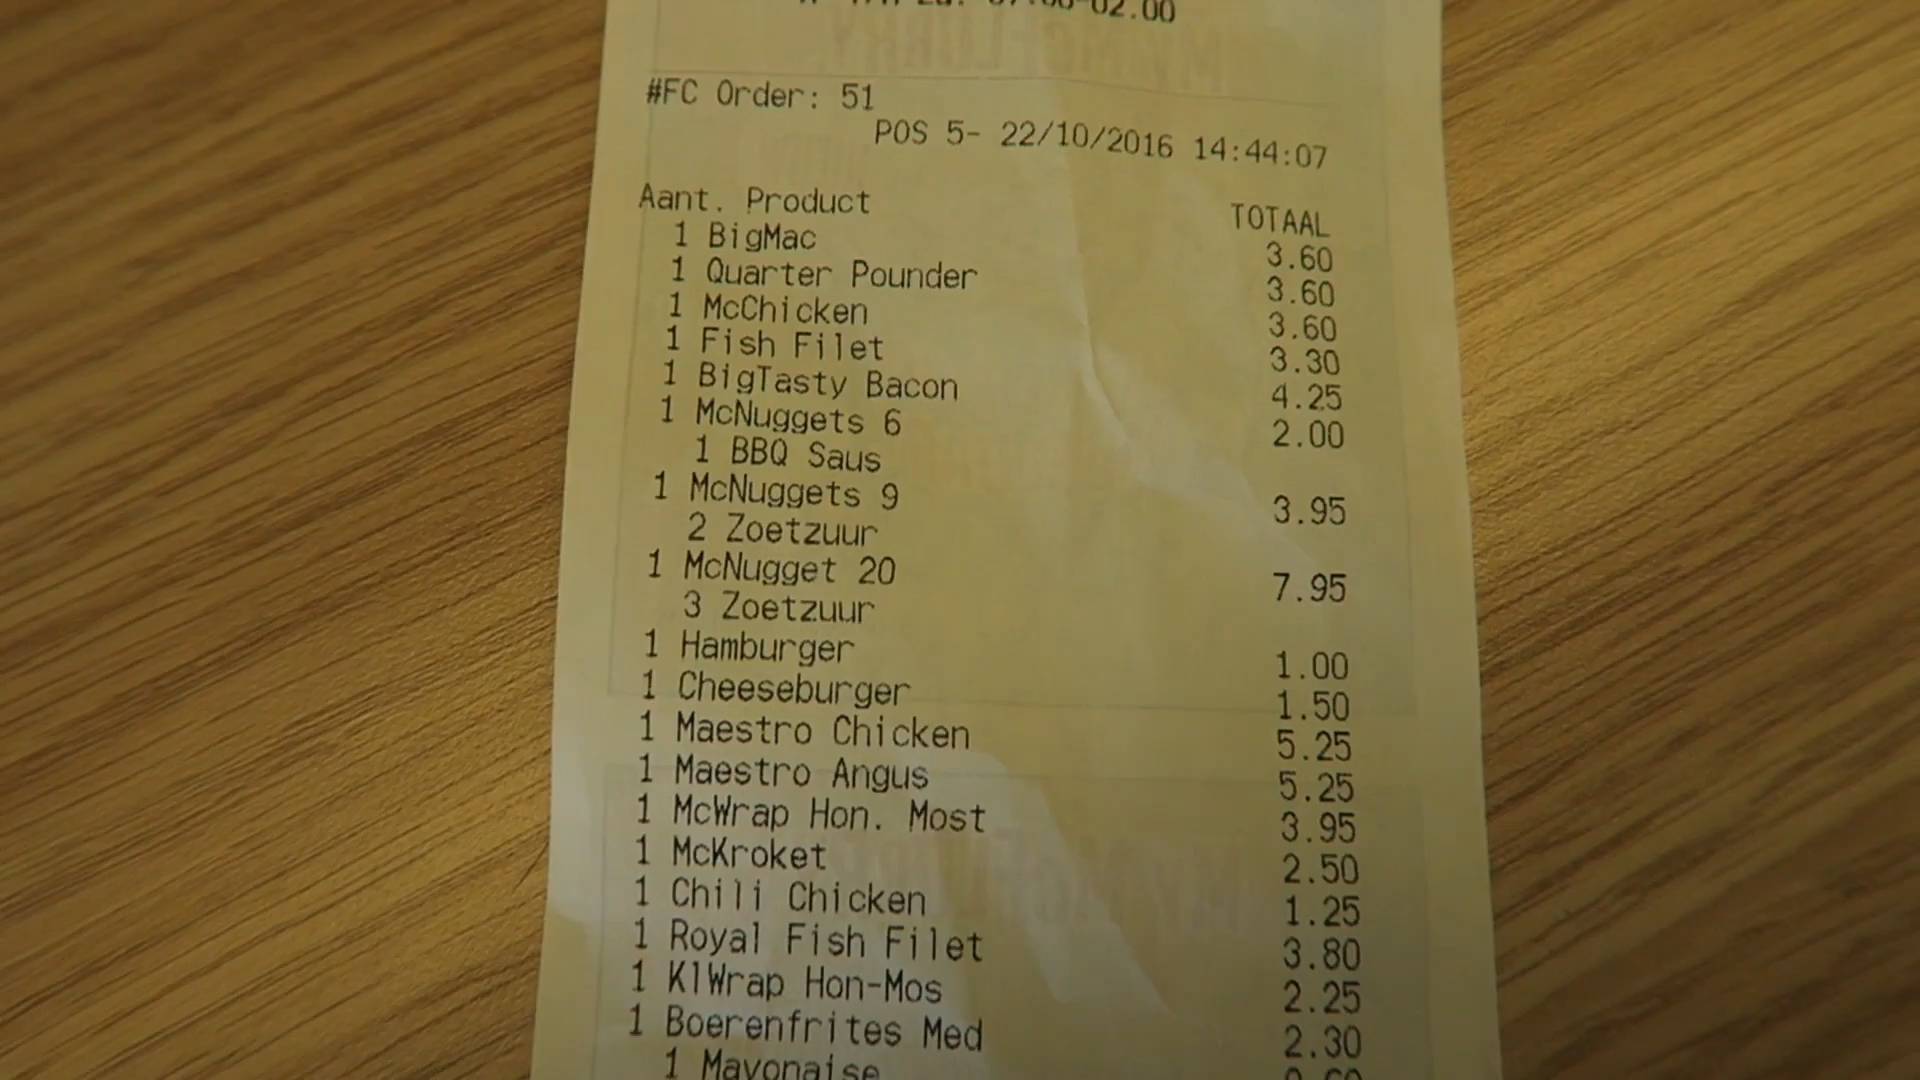 02.00
#FC Order: 51
POS 5- 22/10/2016 14:44:07
Aant. Product TOTAAL
1 BigMac 3.60
1 Quarter Pounder 3.60
1 McChicken 3.60
1 Fish Filet 3.30
1 BigTasty Bacon 4.25
1 McNuggets 6 2.00
1 BBQ Saus
1 McNuggets 9 3.95
2 Zoetzuur
1 McNugget 20 7.95
3 Zoetzuur
1 Hamburger 1.00
1 Cheeseburger 1.50
1 Maestro Chicken 5.25
1 Maestro Angus 5.25
1 McWrap Hon. Most 3.95
1 McKroket 2.50
1 Chili Chicken 1.25
1 Royal Fish Filet 3.80
1 KlWrap Hon-Mos 2.25
1 Boerenfrites Med 2.30
1 Mayonaise